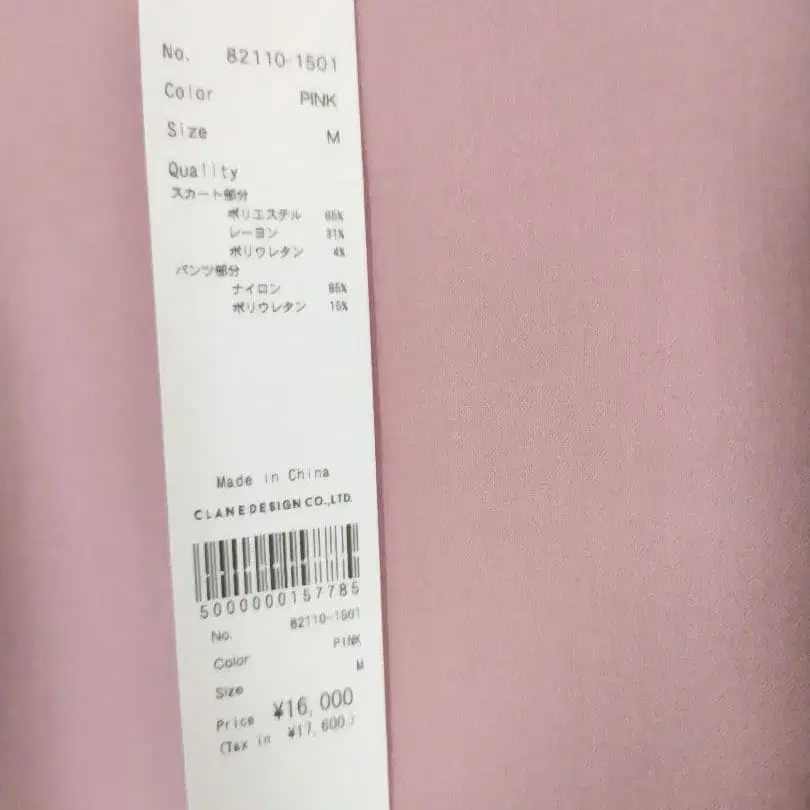 No. 82110-1501
Color PINK
Size M
Quality
スカート部分
ポリエステル 65%
レーヨン 31%
ポリウレタン 4%
パンツ部分
ナイロン 85%
ポリウレタン 15%
Made in China
CLANE DESIGN CO.,LTD.
5000000157785
No. 82110-1501
Color PINK
Size M
Price ¥16,000
(Tax in ¥17,600)